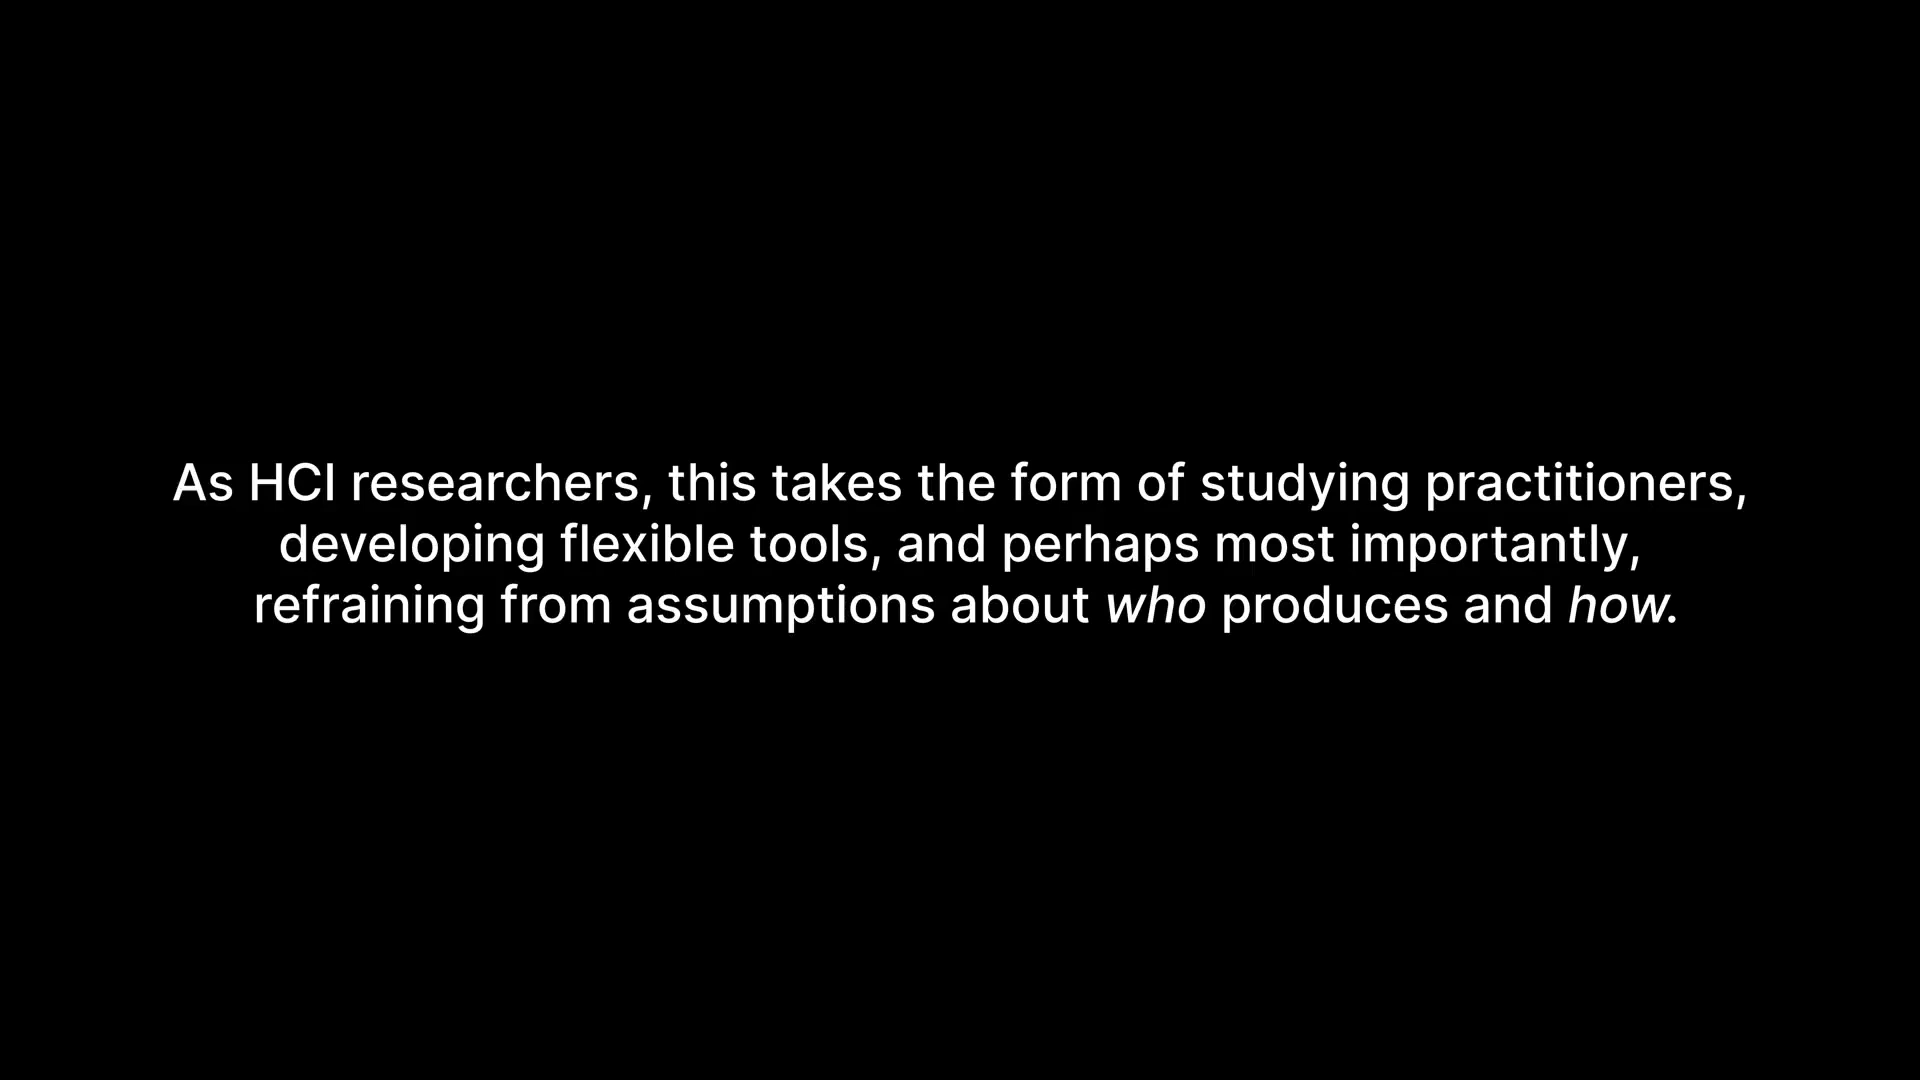 As HCI researchers, this takes the form of studying practitioners,
developing flexible tools, and perhaps most importantly,
refraining from assumptions about who produces and how.